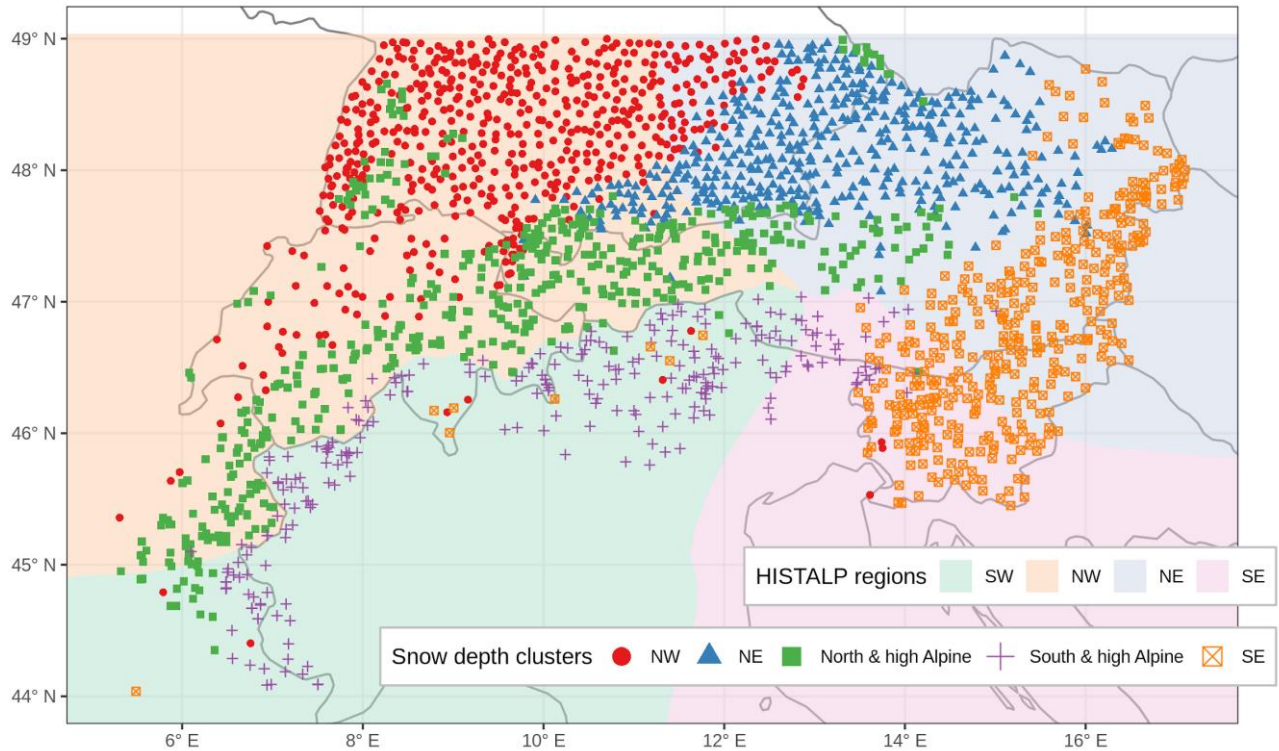 49° N
48° N
47° N
46° N
45° N
44° N
HISTALP regions SW NW NE SE
Snow depth clusters NW NE North & high Alpine South & high Alpine SE
6° E 8° E 10° E 12° E 14° E 16° E